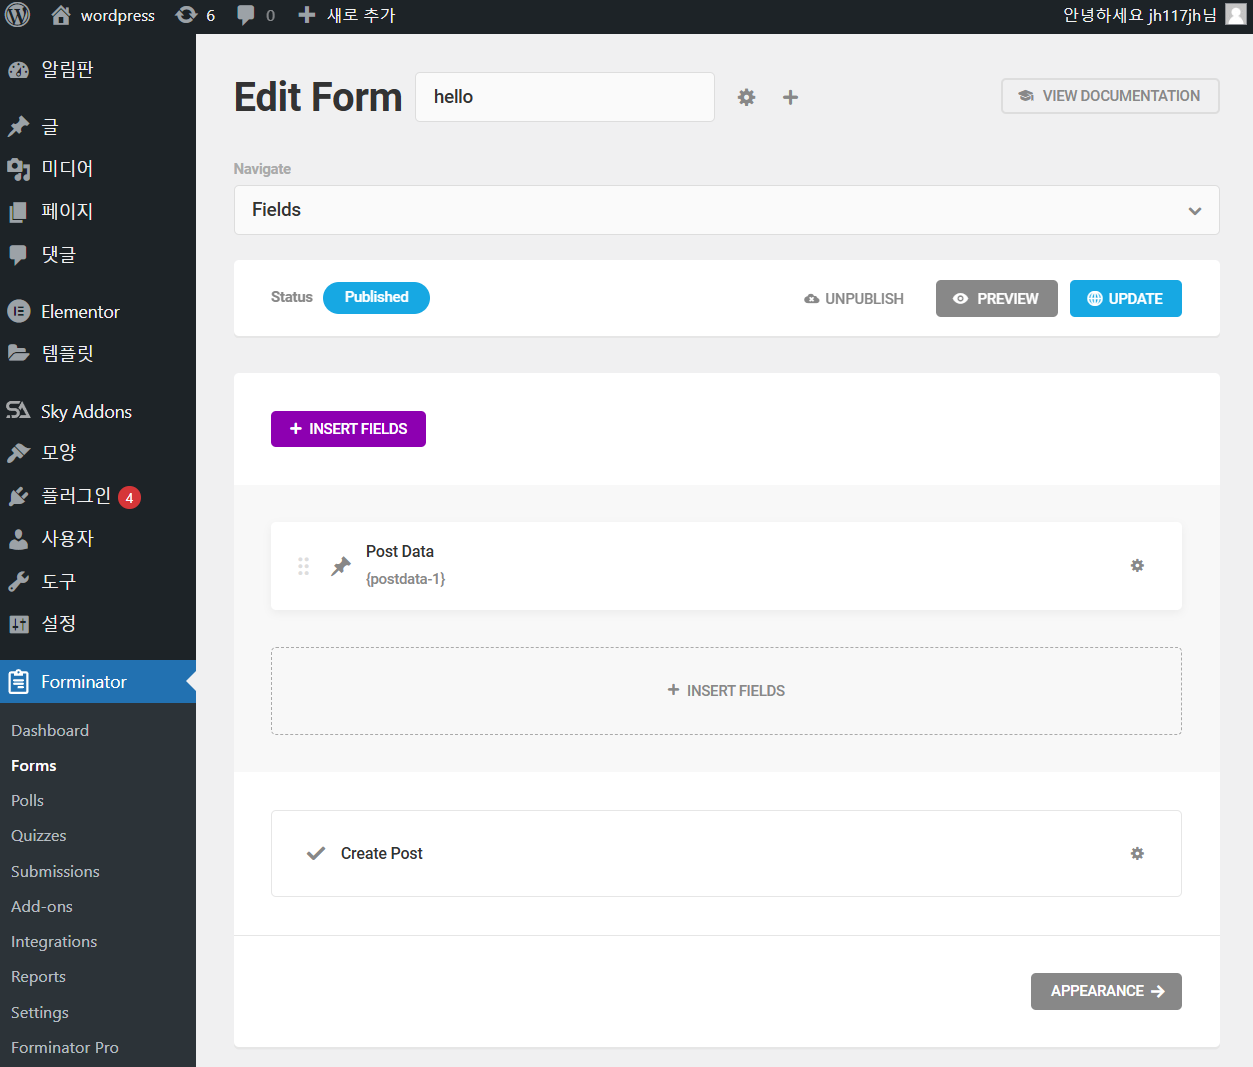 wordpress
6
0
새로 추가
안녕하세요 jh117jh님
알림판
글
미디어
페이지
댓글
Elementor
템플릿
Sky Addons
모양
플러그인 4
사용자
도구
설정
Forminator
Dashboard
Forms
Polls
Quizzes
Submissions
Add-ons
Integrations
Reports
Settings
Forminator Pro
Edit Form
hello
VIEW DOCUMENTATION
Navigate
Fields
Status
Published
UNPUBLISH
PREVIEW
UPDATE
INSERT FIELDS
Post Data
{postdata-1}
INSERT FIELDS
Create Post
APPEARANCE